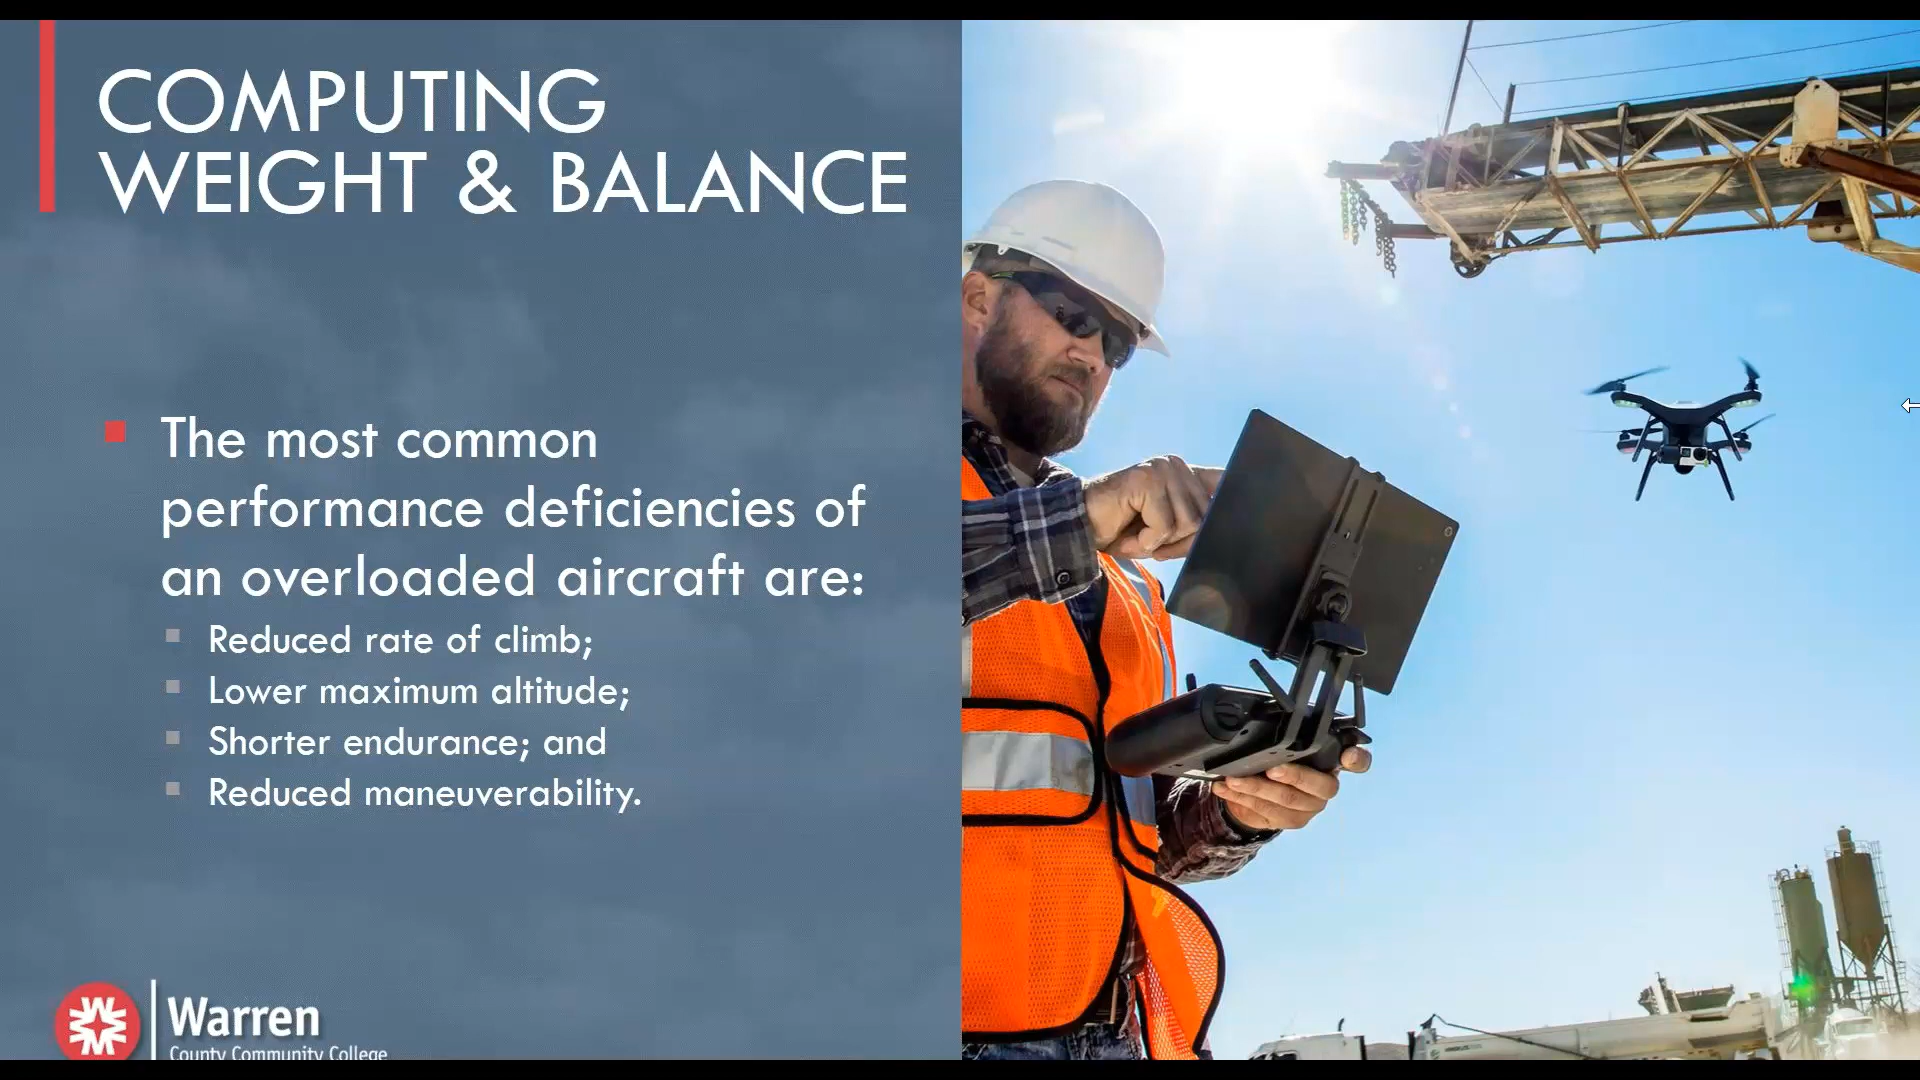 COMPUTING
WEIGHT & BALANCE
The most common
performance deficiencies of
an overloaded aircraft are:
Reduced rate of climb;
Lower maximum altitude;
Shorter endurance; and
Reduced maneuverability.
Warren
County Community College